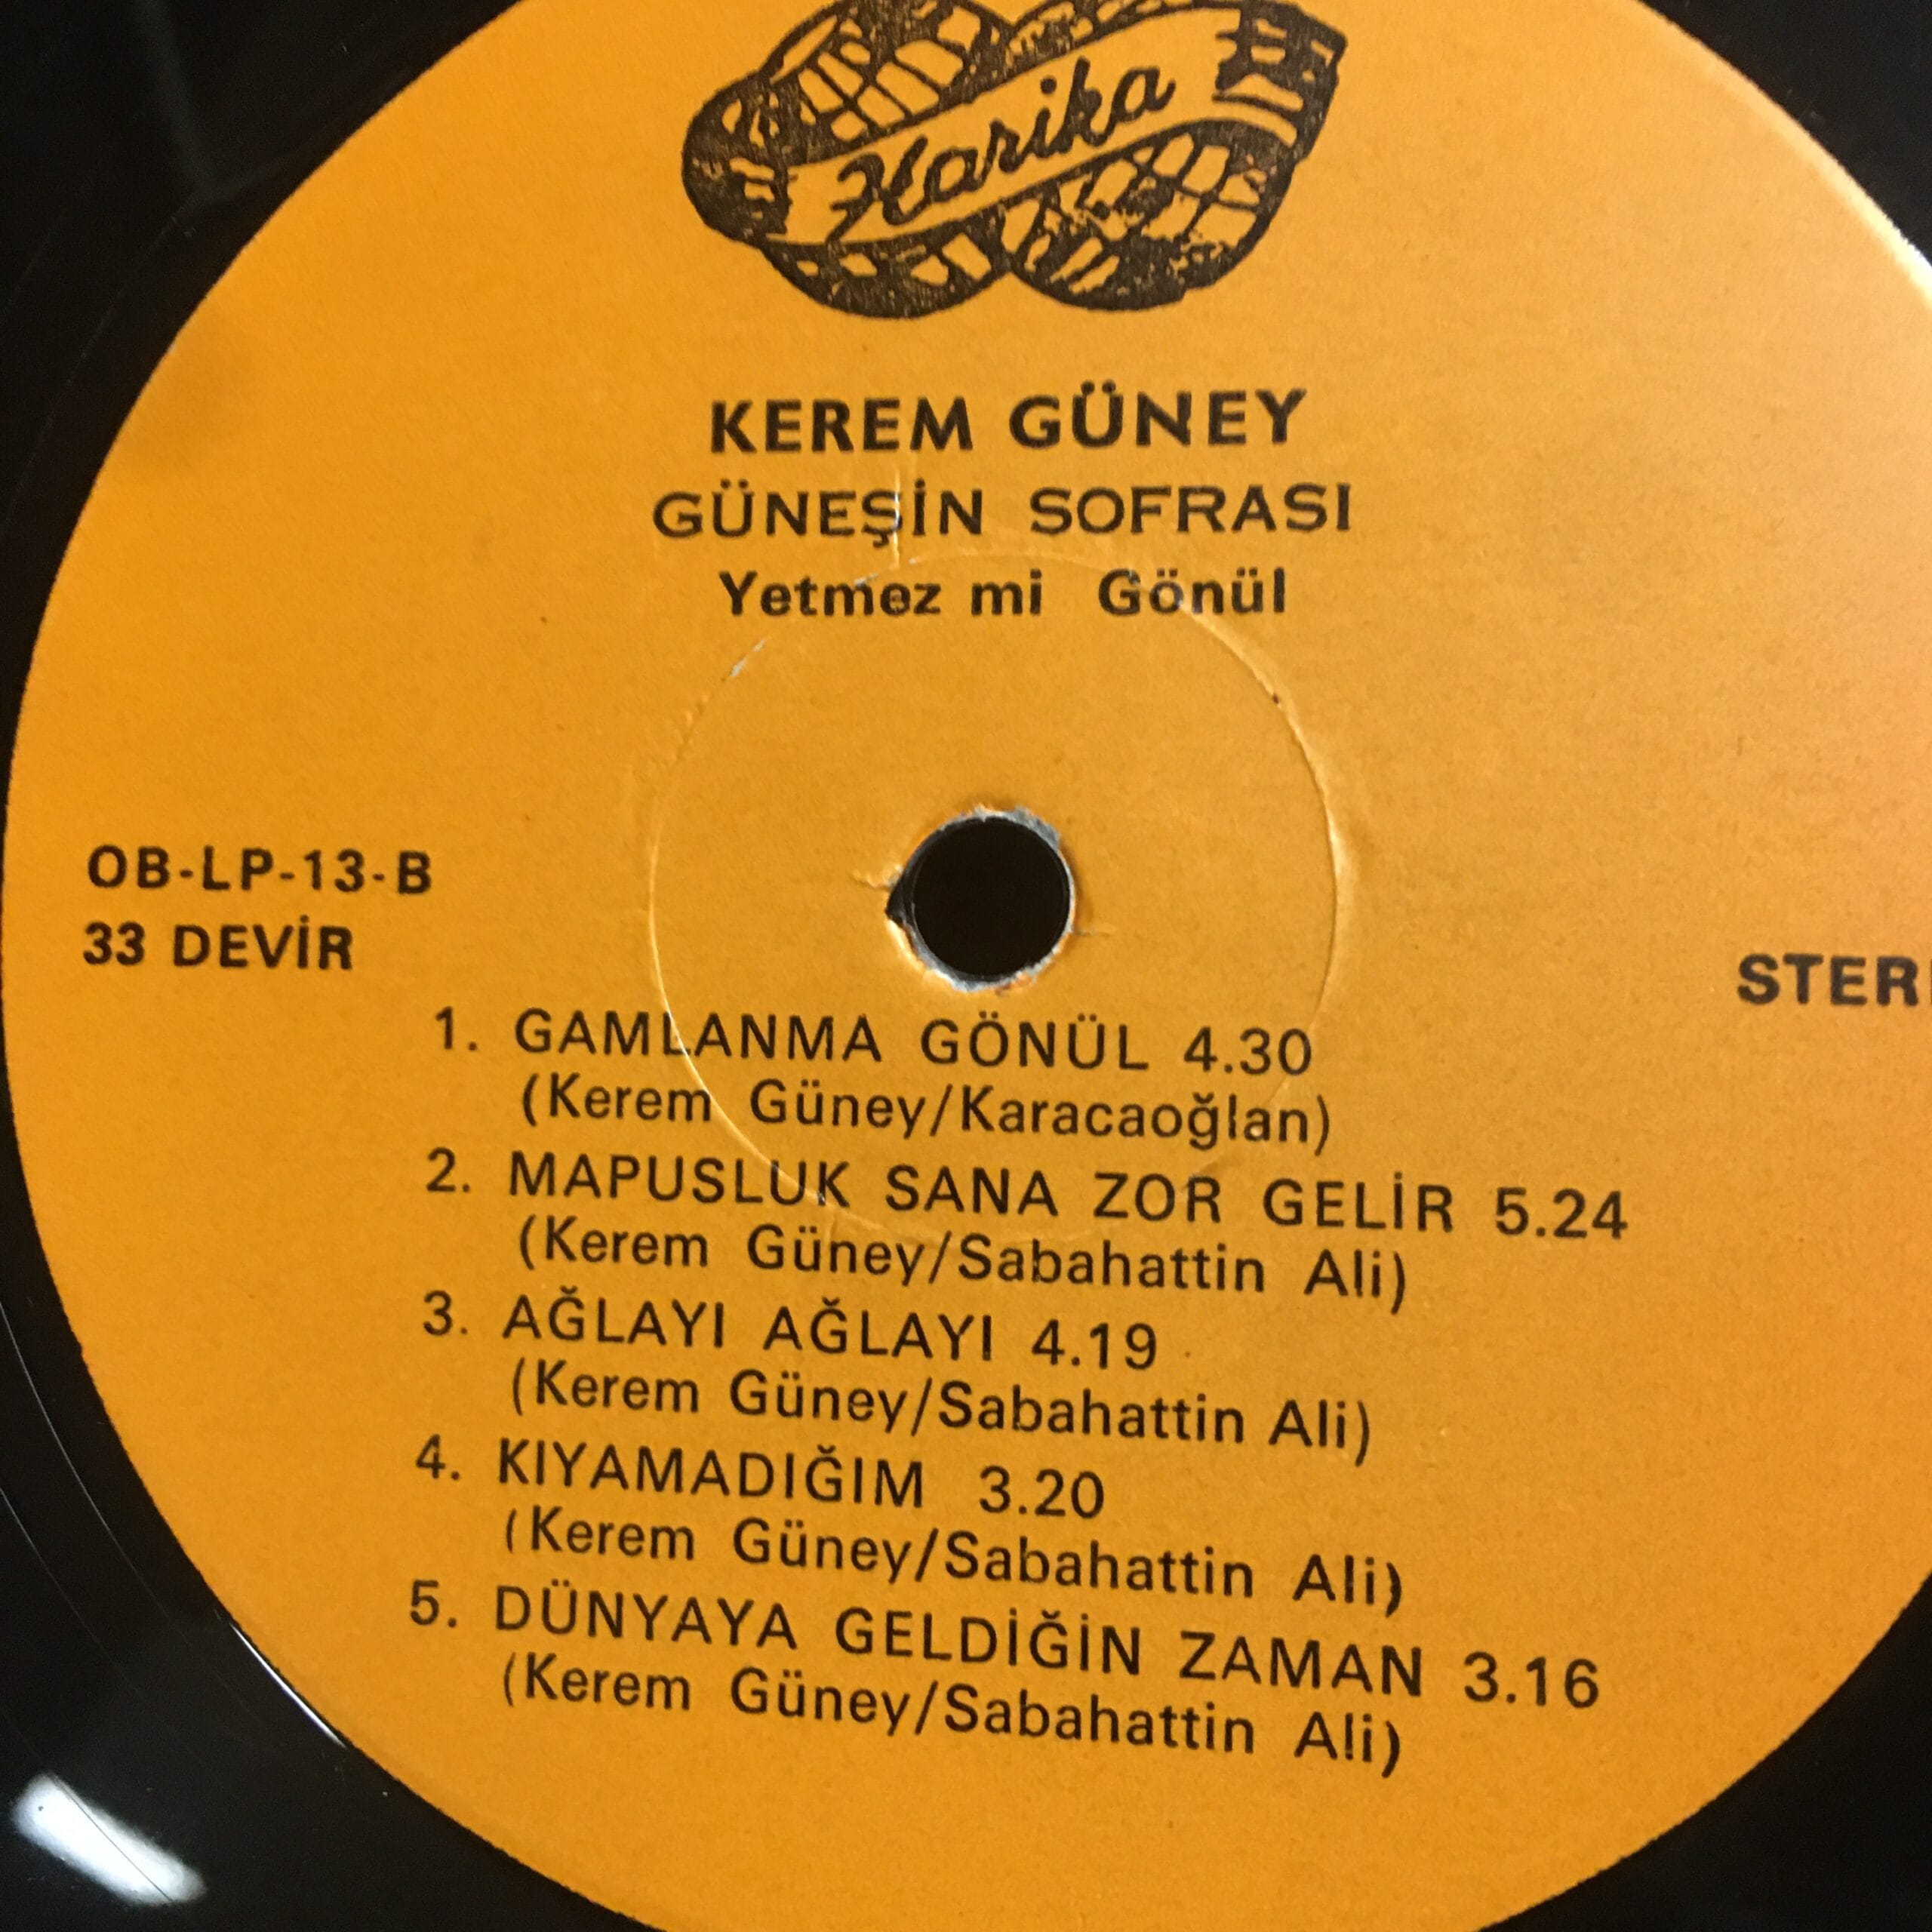 Harika
KEREM GÜNEY
GÜNEŞİN SOFRASI
Yetmez mi Gönül
OB-LP-13-B
33 DEVİR
STER
1. GAMLANMA GÖNÜL 4.30
(Kerem Güney/Karacaoğlan)
2. MAPUSLUK SANA ZOR GELİR 5.24
(Kerem Güney/Sabahattin Ali)
3. AĞLAYI AĞLAYI 4.19
(Kerem Güney/Sabahattin Ali)
4. KIYAMADIĞIM 3.20
(Kerem Güney/Sabahattin Ali)
5. DÜNYAYA GELDİĞİN ZAMAN 3.16
(Kerem Güney/Sabahattin Ali)